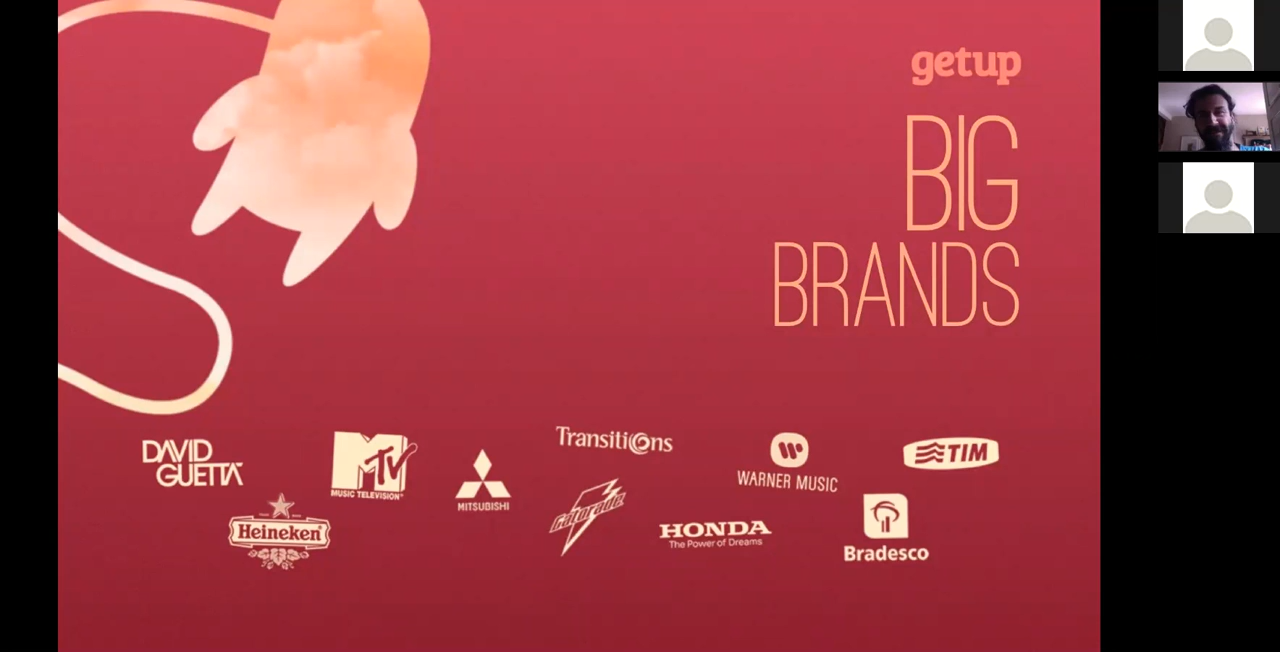 getup
BIG
BRANDS
DAVID
GUETTA
MTV
MUSIC TELEVISION
MITSUBISHI
Transitions
WARNER MUSIC
TIM
Heineken
Gatorade
HONDA
The Power of Dreams
Bradesco